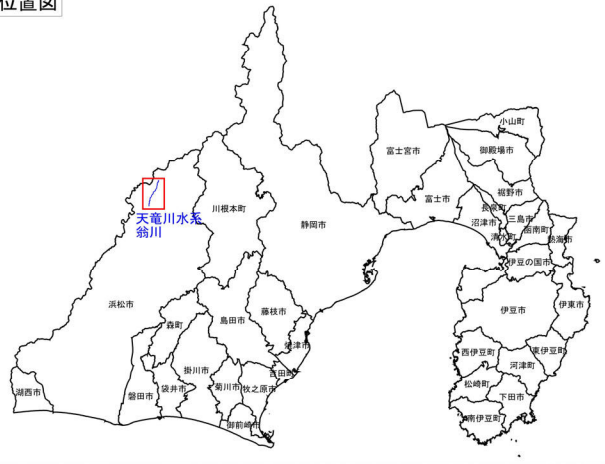 位置図
小山町
富士宮市
御殿場市
裾野市
富士市
長泉町
沼津市
三島市
清水町
函南町
熱海市
伊豆の国市
天竜川水系
翁川
川根本町
静岡市
浜松市
伊豆市
伊東市
森町
島田市
藤枝市
焼津市
西伊豆町
東伊豆町
河津町
掛川市
吉田町
湖西市
磐田市
袋井市
菊川市
牧之原市
松崎町
下田市
御前崎市
南伊豆町